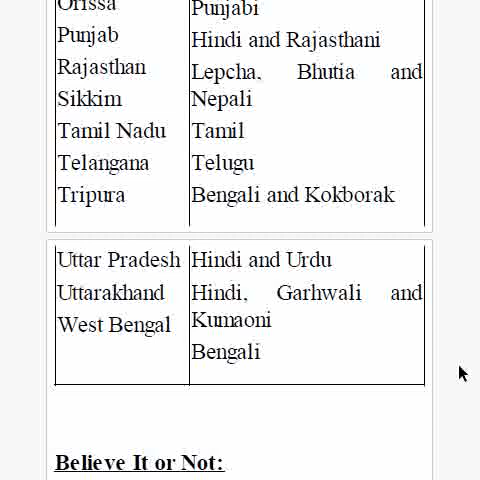 Orissa
Punjab
Rajasthan
Sikkim
Tamil Nadu
Telangana
Tripura
Punjabi
Hindi and Rajasthani
Lepcha, Bhutia and
Nepali
Tamil
Telugu
Bengali and Kokborak
Uttar Pradesh
Uttarakhand
West Bengal
Hindi and Urdu
Hindi, Garhwali and
Kumaoni
Bengali
Believe It or Not: